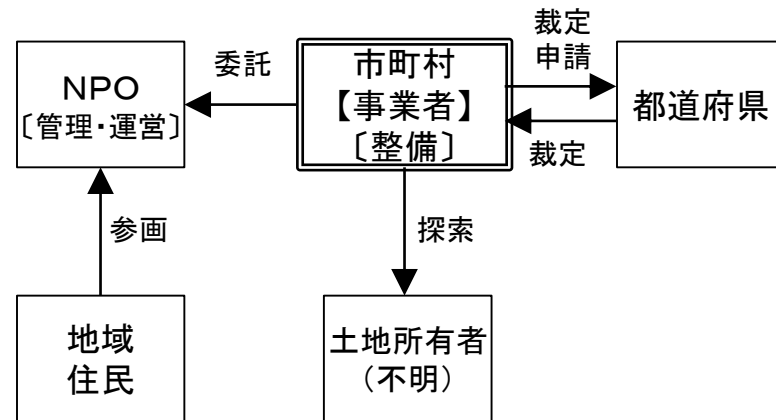 NPO
〔管理・運営〕
委託
市町村
【事業者】
〔整備〕
裁定
申請
裁定
都道府県
参画
探索
地域
住民
土地所有者
（不明）